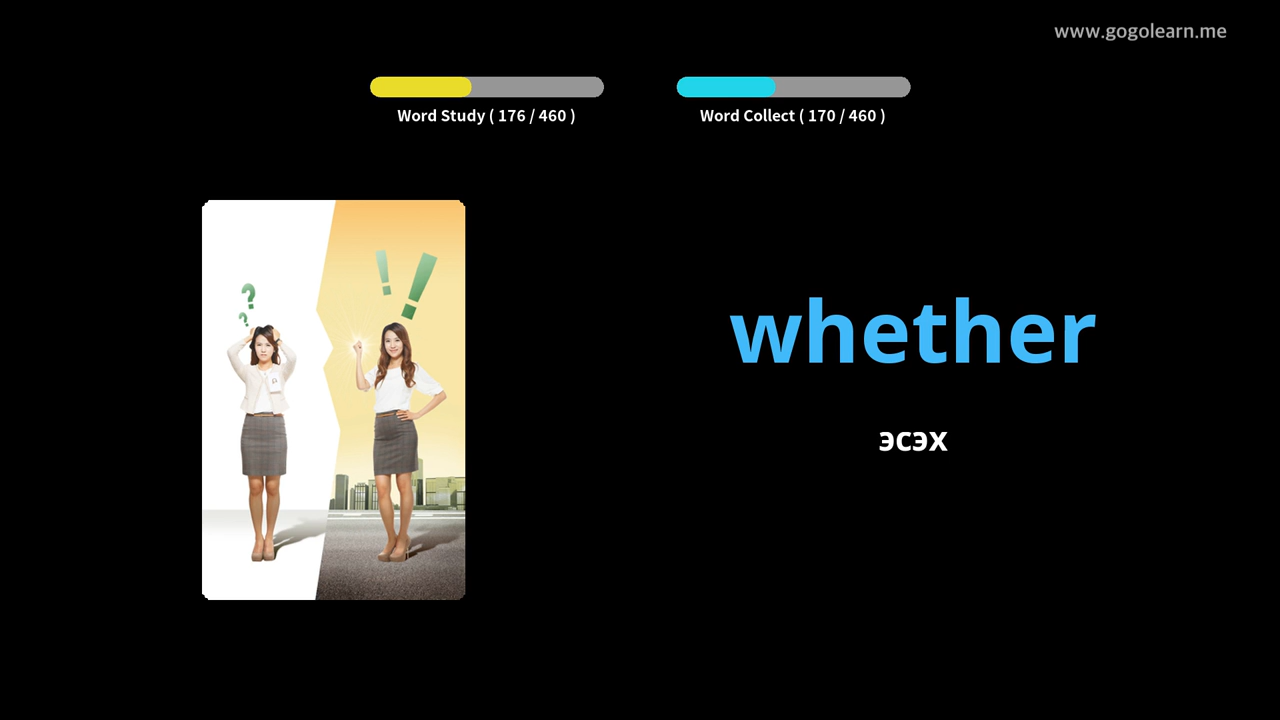 www.gogolearn.me
Word Study ( 176 / 460 )
Word Collect ( 170 / 460 )
? ?
! !
whether
эсэх